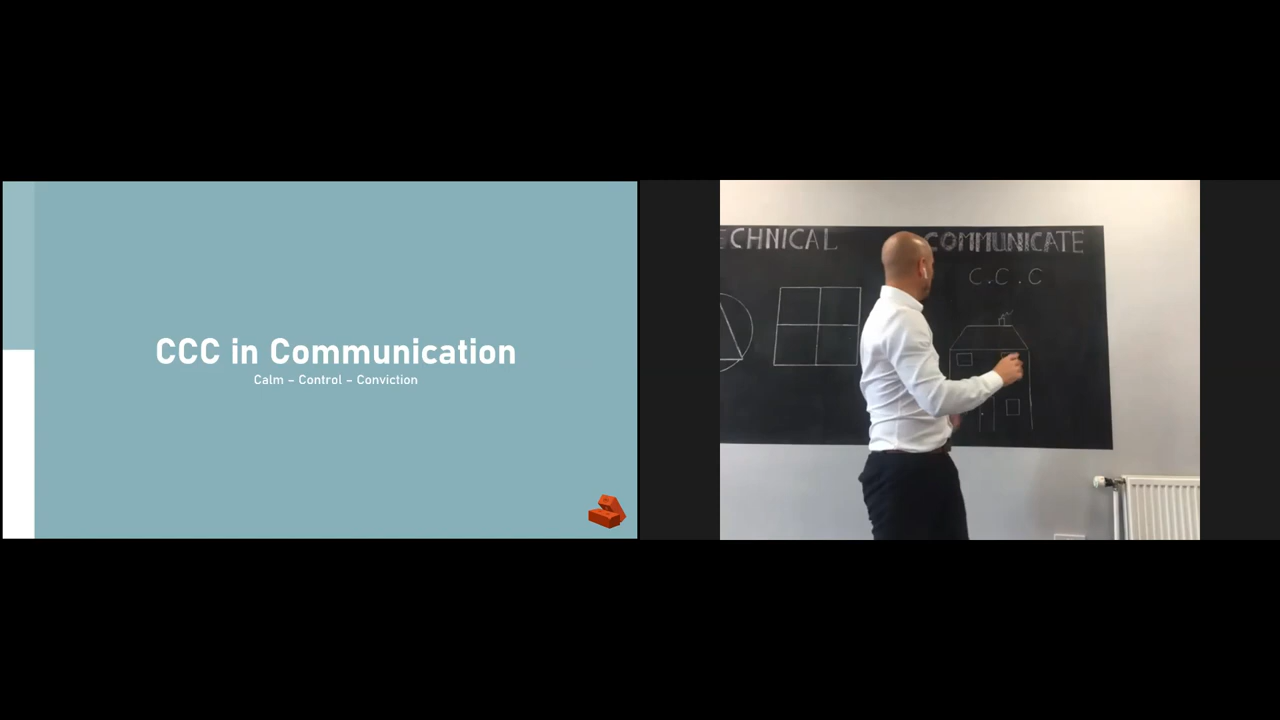 CCC in Communication
Calm – Control – Conviction
ECHNICAL
COMMUNICATE
C.C.C